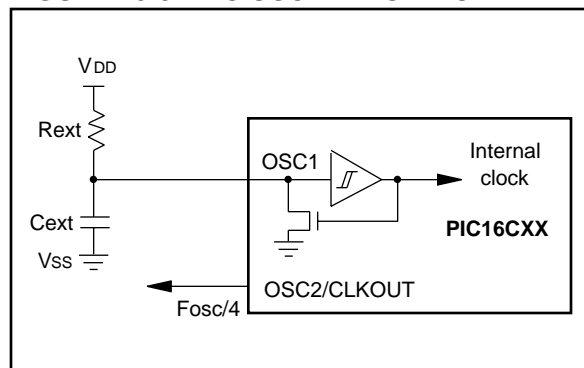 VDD
Rext
OSC1
Internal
clock
Cext
PIC16CXX
VSS
OSC2/CLKOUT
Fosc/4